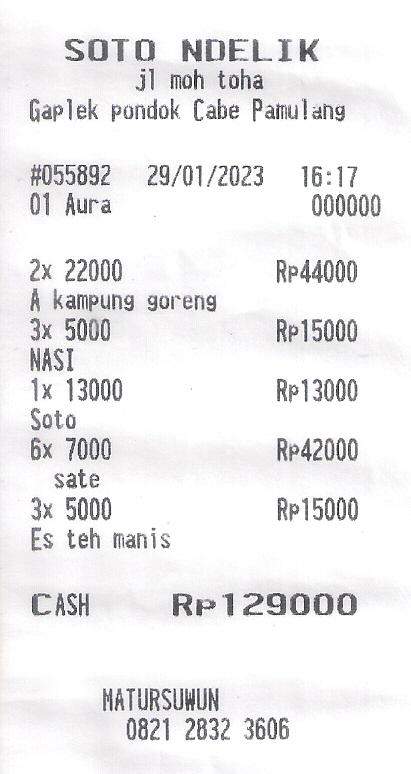 SOTO NDELIK
jl moh toha
Gaplek pondok Cabe Pamulang
#055892 29/01/2023 16:17
01 Aura 000000
2x 22000 Rp44000
A kampung goreng
3x 5000 Rp15000
NASI
1x 13000 Rp13000
Soto
6x 7000 Rp42000
sate
3x 5000 Rp15000
Es teh manis
CASH Rp129000
MATURSUWUN
0821 2832 3606